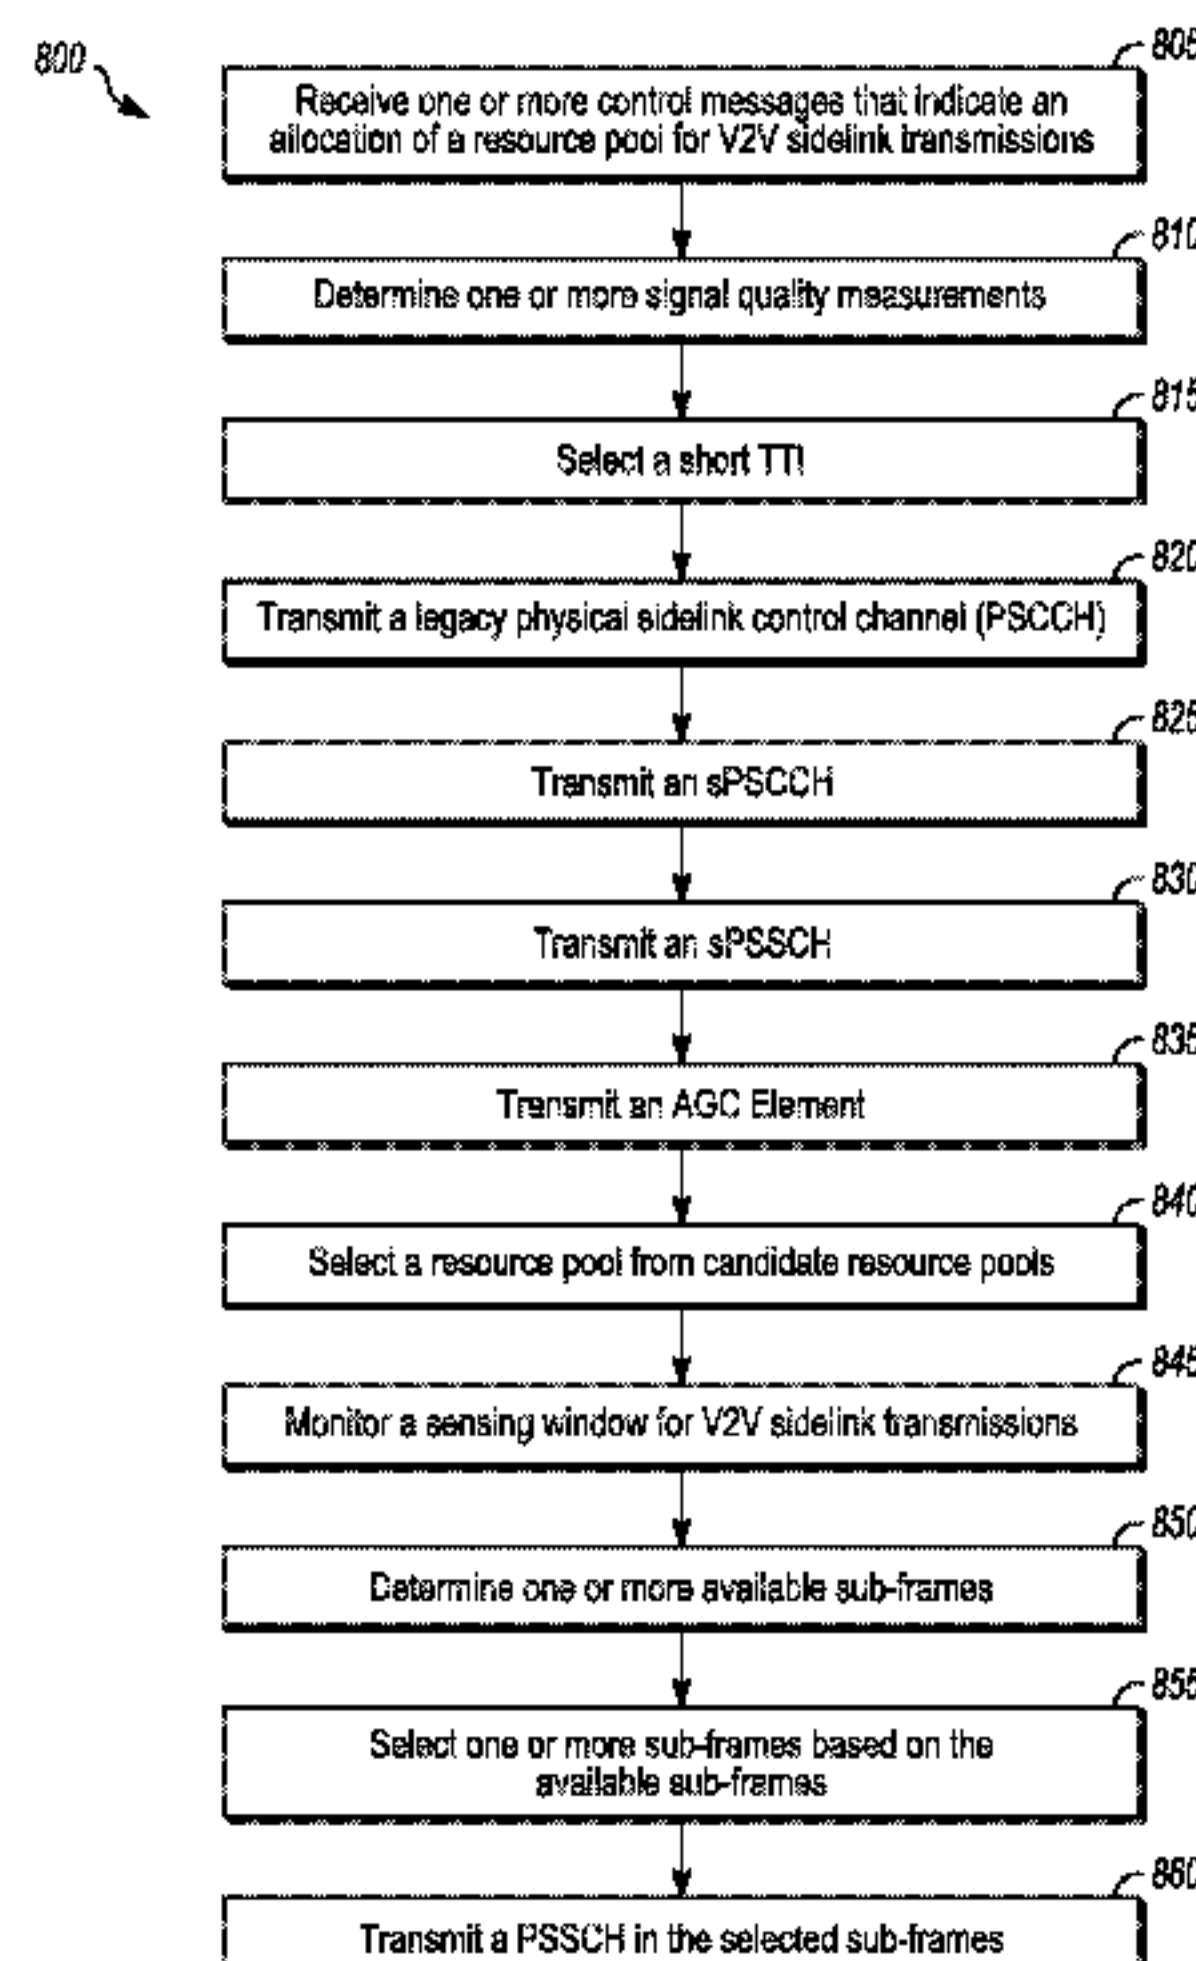 800
805
Receive one or more control messages that indicate an
allocation of a resource pool for V2V sidelink transmissions
810
Determine one or more signal quality measurements
815
Select a short TTI
820
Transmit a legacy physical sidelink control channel (PSCCH)
825
Transmit an sPSCCH
830
Transmit an sPSSCH
835
Transmit an AGC Element
840
Select a resource pool from candidate resource pools
845
Monitor a sensing window for V2V sidelink transmissions
850
Determine one or more available sub-frames
855
Select one or more sub-frames based on the
available sub-frames
860
Transmit a PSSCH in the selected sub-frames